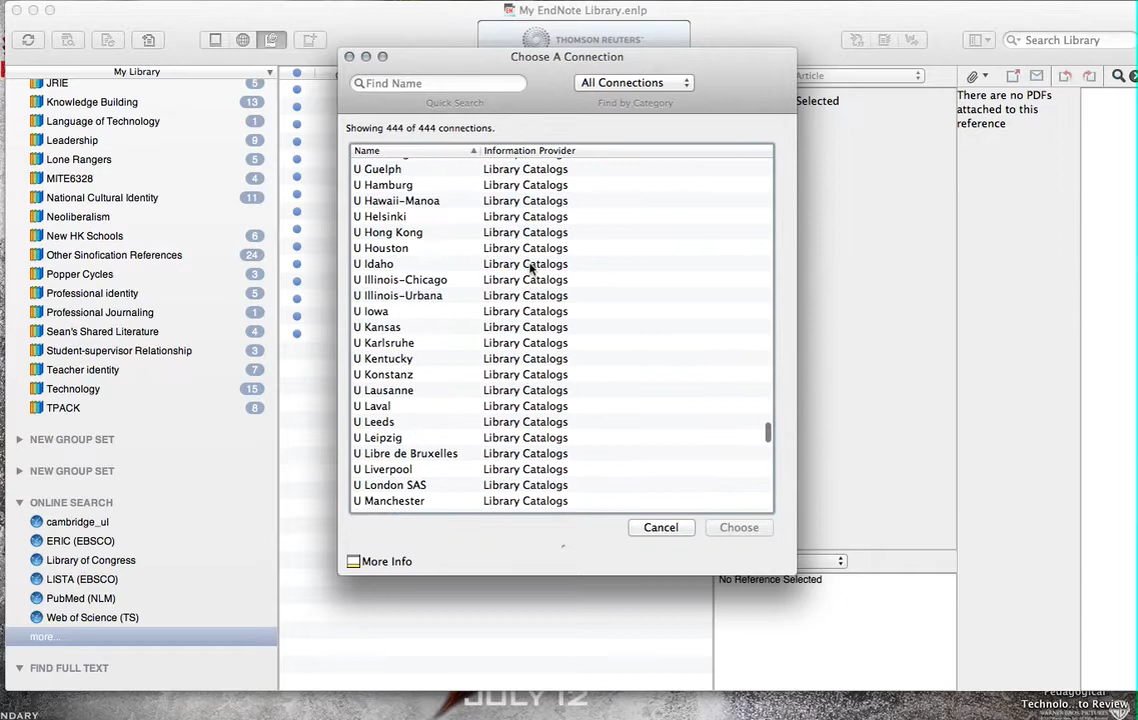 My EndNote Library.enlp
THOMSON REUTERS
Search Library
My Library
JRIE 5
Knowledge Building 13
Language of Technology 1
Leadership 9
Lone Rangers 5
MITE6328 4
National Cultural Identity 11
Neoliberalism
New HK Schools 6
Other Sinofication References 24
Popper Cycles 3
Professional identity 5
Professional Journaling 1
Sean's Shared Literature 4
Student-supervisor Relationship 3
Teacher identity 7
Technology 15
TPACK 8
NEW GROUP SET
NEW GROUP SET
ONLINE SEARCH
cambridge_ul
ERIC (EBSCO)
Library of Congress
LISTA (EBSCO)
PubMed (NLM)
Web of Science (TS)
more...
FIND FULL TEXT
Choose A Connection
Find Name
All Connections
Quick Search
Find by Category
Showing 444 of 444 connections.
Name Information Provider
U Guelph Library Catalogs
U Hamburg Library Catalogs
U Hawaii-Manoa Library Catalogs
U Helsinki Library Catalogs
U Hong Kong Library Catalogs
U Houston Library Catalogs
U Idaho Library Catalogs
U Illinois-Chicago Library Catalogs
U Illinois-Urbana Library Catalogs
U Iowa Library Catalogs
U Kansas Library Catalogs
U Karlsruhe Library Catalogs
U Kentucky Library Catalogs
U Konstanz Library Catalogs
U Lausanne Library Catalogs
U Laval Library Catalogs
U Leeds Library Catalogs
U Leipzig Library Catalogs
U Libre de Bruxelles Library Catalogs
U Liverpool Library Catalogs
U London SAS Library Catalogs
U Manchester Library Catalogs
Cancel
Choose
More Info
Article
Selected
There are no PDFs
attached to this
reference
No Reference Selected
JULY 12
NDARY
Pedagogical
Technolo... to Review